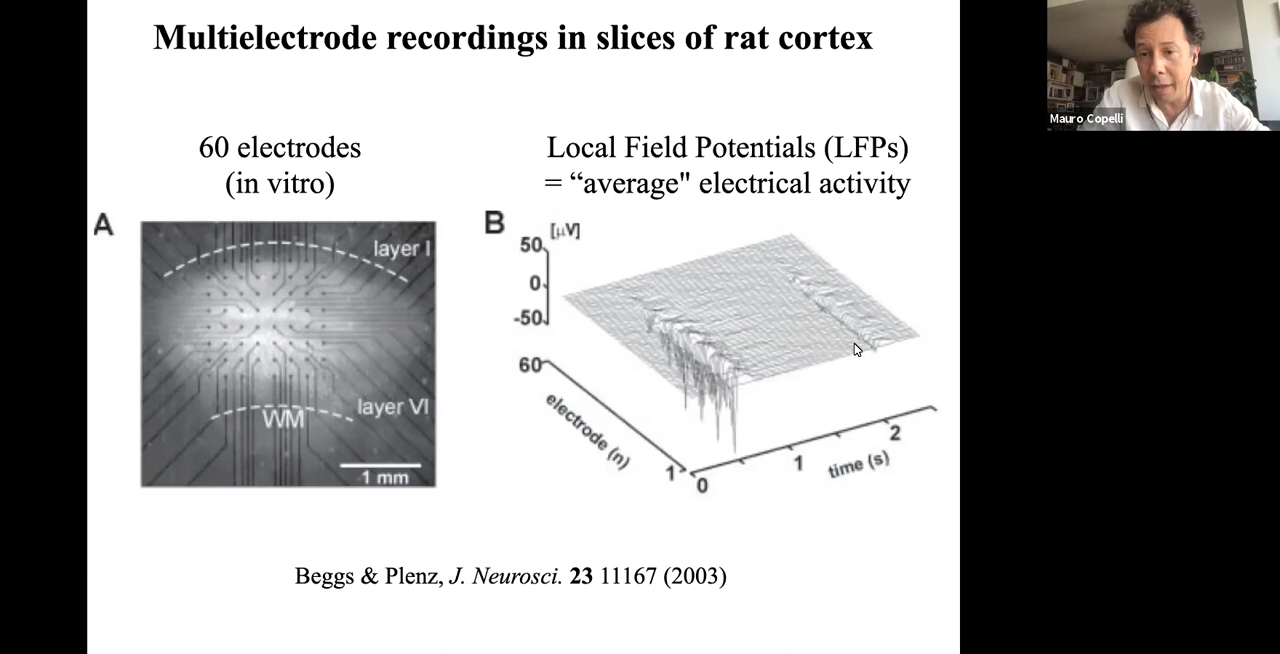 Multielectrode recordings in slices of rat cortex
Mauro Copelli
60 electrodes
(in vitro)
Local Field Potentials (LFPs)
= “average" electrical activity
A
layer I
WM
layer VI
1 mm
B
[μV]
50
0
-50
60
electrode (n)
1
0
1
2
time (s)
Beggs & Plenz, J. Neurosci. 23 11167 (2003)